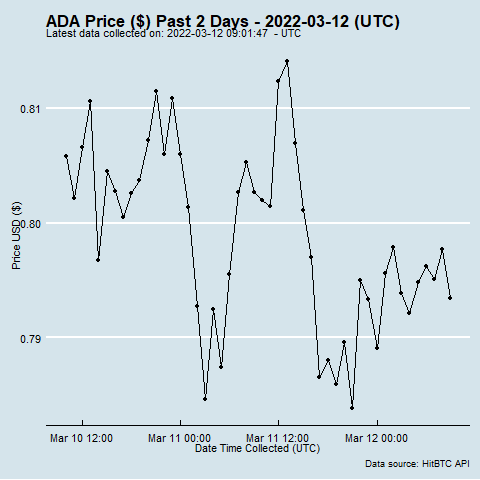 ADA Price ($) Past 2 Days - 2022-03-12 (UTC)
Latest data collected on: 2022-03-12 09:01:47 - UTC
0.81
0.80
0.79
Price USD ($)
Mar 10 12:00 Mar 11 00:00 Mar 11 12:00 Mar 12 00:00
Date Time Collected (UTC)
Data source: HitBTC API